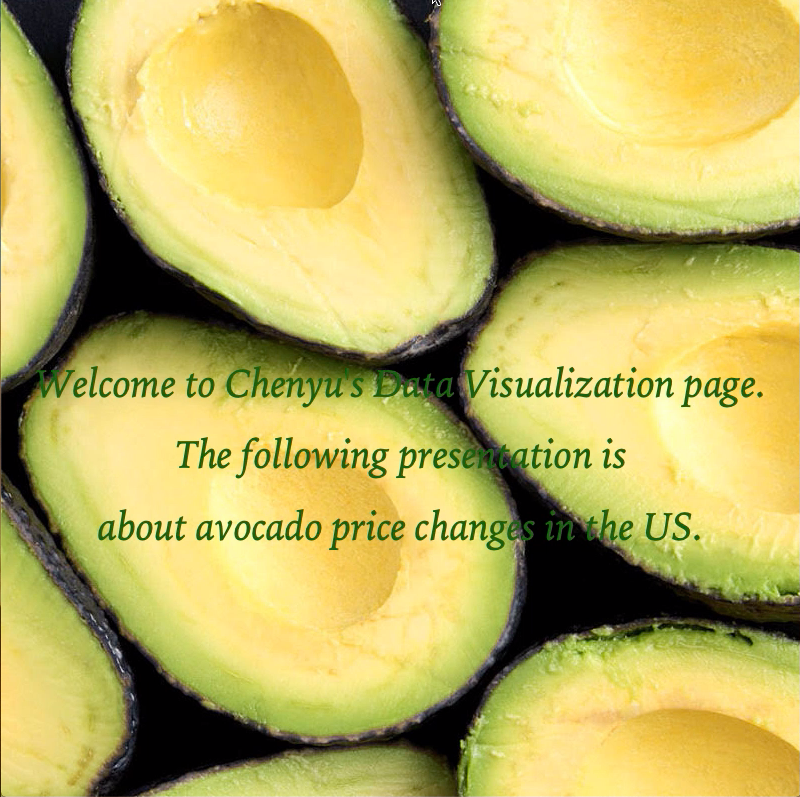 Welcome to Chenyu's Data Visualization page.
The following presentation is
about avocado price changes in the US.